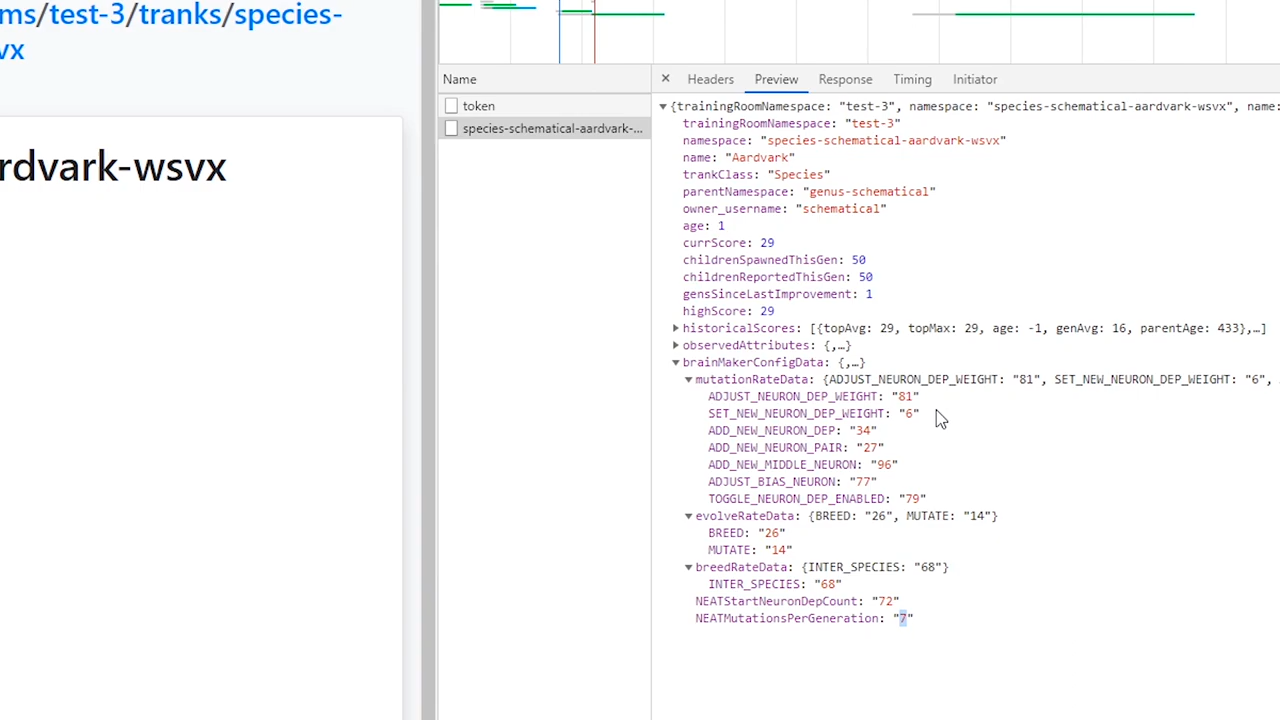 ms/test-3/tranks/species-
vx
rdvark-wsvx
Name
token
species-schematical-aardvark-...
Headers Preview Response Timing Initiator
{trainingRoomNamespace: "test-3", namespace: "species-schematical-aardvark-wsvx", name:
trainingRoomNamespace: "test-3"
namespace: "species-schematical-aardvark-wsvx"
name: "Aardvark"
trankClass: "Species"
parentNamespace: "genus-schematical"
owner_username: "schematical"
age: 1
currScore: 29
childrenSpawnedThisGen: 50
childrenReportedThisGen: 50
gensSinceLastImprovement: 1
highScore: 29
historicalScores: [{topAvg: 29, topMax: 29, age: -1, genAvg: 16, parentAge: 433},…]
observedAttributes: {,…}
brainMakerConfigData: {,…}
mutationRateData: {ADJUST_NEURON_DEP_WEIGHT: "81", SET_NEW_NEURON_DEP_WEIGHT: "6",
ADJUST_NEURON_DEP_WEIGHT: "81"
SET_NEW_NEURON_DEP_WEIGHT: "6"
ADD_NEW_NEURON_DEP: "34"
ADD_NEW_NEURON_PAIR: "27"
ADD_NEW_MIDDLE_NEURON: "96"
ADJUST_BIAS_NEURON: "77"
TOGGLE_NEURON_DEP_ENABLED: "79"
evolveRateData: {BREED: "26", MUTATE: "14"}
BREED: "26"
MUTATE: "14"
breedRateData: {INTER_SPECIES: "68"}
INTER_SPECIES: "68"
NEATStartNeuronDepCount: "72"
NEATMutationsPerGeneration: "7"